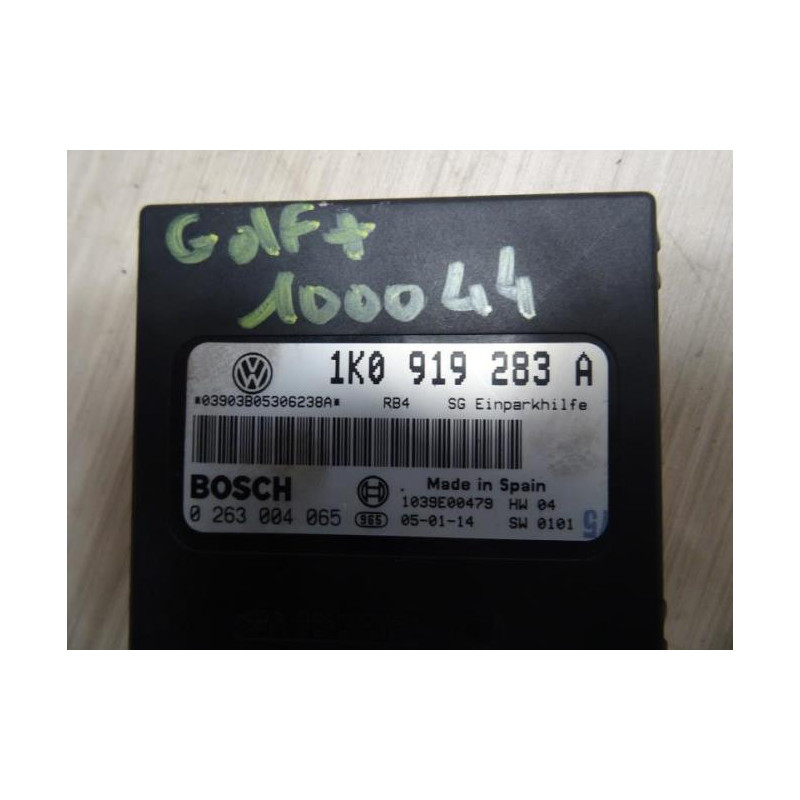 Golf +
100044
1K0 919 283 A
*03903B05306238A* RB4 SG Einparkhilfe
BOSCH
Made in Spain
1039E00479 HW 04
0 263 004 065 965 05-01-14 SW 0101